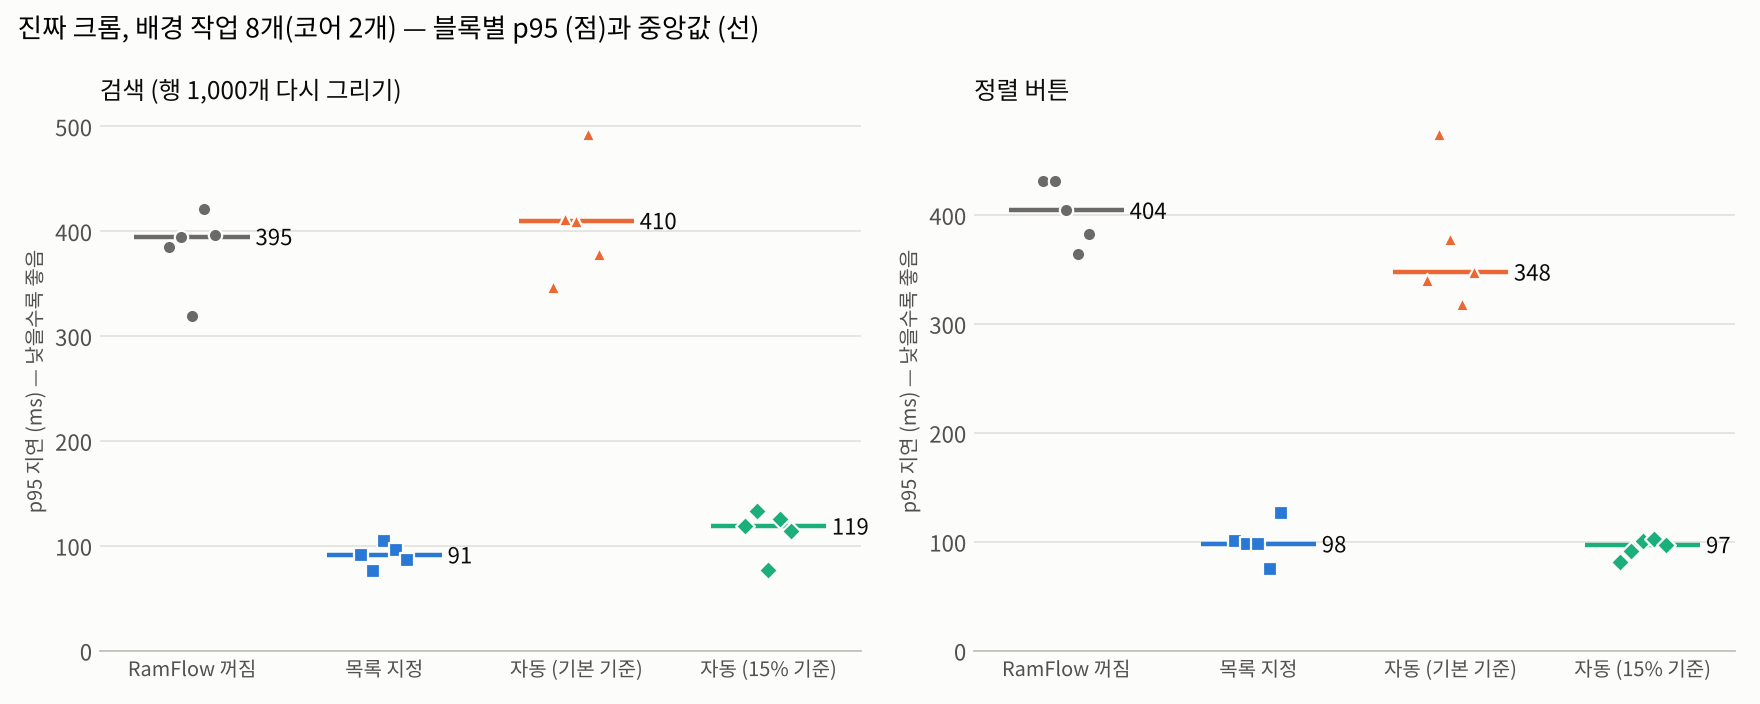 진짜 크롬, 배경 작업 8개(코어 2개) — 블록별 p95 (점)과 중앙값 (선)
검색 (행 1,000개 다시 그리기)
p95 지연 (ms) — 낮을수록 좋음
500
400
300
200
100
0
395
91
410
119
RamFlow 꺼짐
목록 지정
자동 (기본 기준)
자동 (15% 기준)
정렬 버튼
p95 지연 (ms) — 낮을수록 좋음
400
300
200
100
0
404
98
348
97
RamFlow 꺼짐
목록 지정
자동 (기본 기준)
자동 (15% 기준)